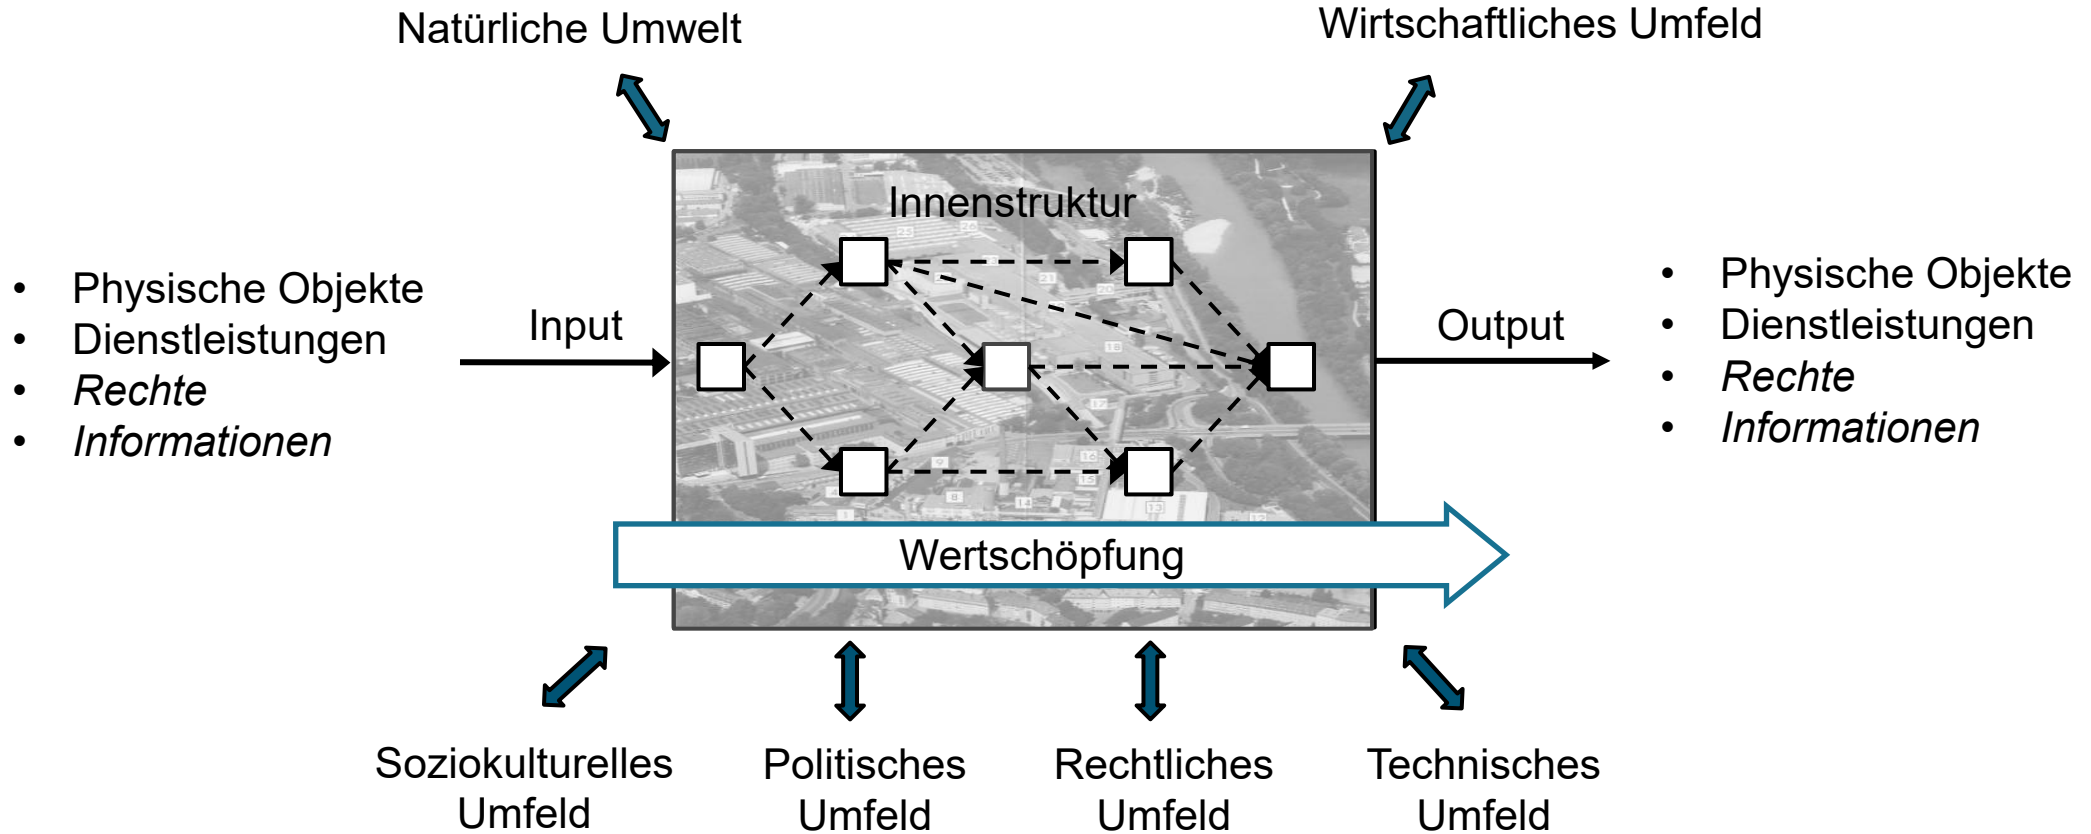 Natürliche Umwelt
Wirtschaftliches Umfeld
Innenstruktur
• Physische Objekte
• Dienstleistungen
• Rechte
• Informationen
Input
Output
• Physische Objekte
• Dienstleistungen
• Rechte
• Informationen
Wertschöpfung
Soziokulturelles
Umfeld
Politisches
Umfeld
Rechtliches
Umfeld
Technisches
Umfeld